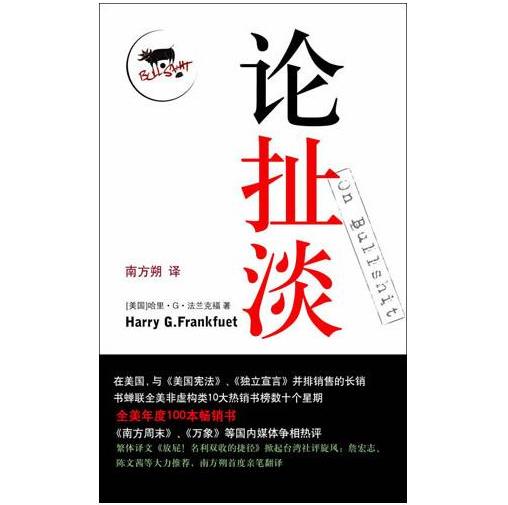 BULLSHIT
论扯淡
On Bullshit
南方朔 译
[美国]哈里·G·法兰克福 著
Harry G.Frankfuet
在美国，与《美国宪法》、《独立宣言》并排销售的长销
书蝉联全美非虚构类10大热销书榜数十个星期
全美年度100本畅销书
《南方周末》、《万象》等国内媒体争相热评
繁体译文《放屁！名利双收的捷径》掀起台湾社评旋风；詹宏志、
陈文茜等大力推荐，南方朔首度亲笔翻译